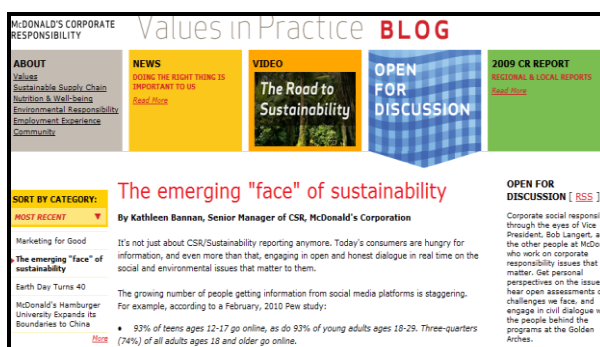 McDONALD'S CORPORATE
RESPONSIBILITY
Values in Practice BLOG
ABOUT
Values
Sustainable Supply Chain
Nutrition & Well-being
Environmental Responsibility
Employment Experience
Community
NEWS
DOING THE RIGHT THING IS
IMPORTANT TO US
Read More
VIDEO
The Road to
Sustainability
OPEN
FOR
DISCUSSION
2009 CR REPORT
REGIONAL & LOCAL REPORTS
Read More
SORT BY CATEGORY:
MOST RECENT
Marketing for Good
The emerging "face" of
sustainability
Earth Day Turns 40
McDonald's Hamburger
University Expands its
Boundaries to China
More
The emerging "face" of sustainability
By Kathleen Bannan, Senior Manager of CSR, McDonald's Corporation
It's not just about CSR/Sustainability reporting anymore. Today's consumers are hungry for
information, and even more than that, engaging in open and honest dialogue in real time on the
social and environmental issues that matter to them.
The growing number of people getting information from social media platforms is staggering.
For example, according to a February, 2010 Pew study:
• 93% of teens ages 12-17 go online, as do 93% of young adults ages 18-29. Three-quarters
(74%) of all adults ages 18 and older go online.
OPEN FOR
DISCUSSION [ RSS ]
Corporate social responsi
through the eyes of Vice
President, Bob Langert, a
the other people at McDo
who work on corporate
responsibility issues that
matter. Get personal
perspectives on the issue
hear open assessments o
challenges we face, and
engage in civil dialogue w
the people behind the
programs at the Golden
Arches.